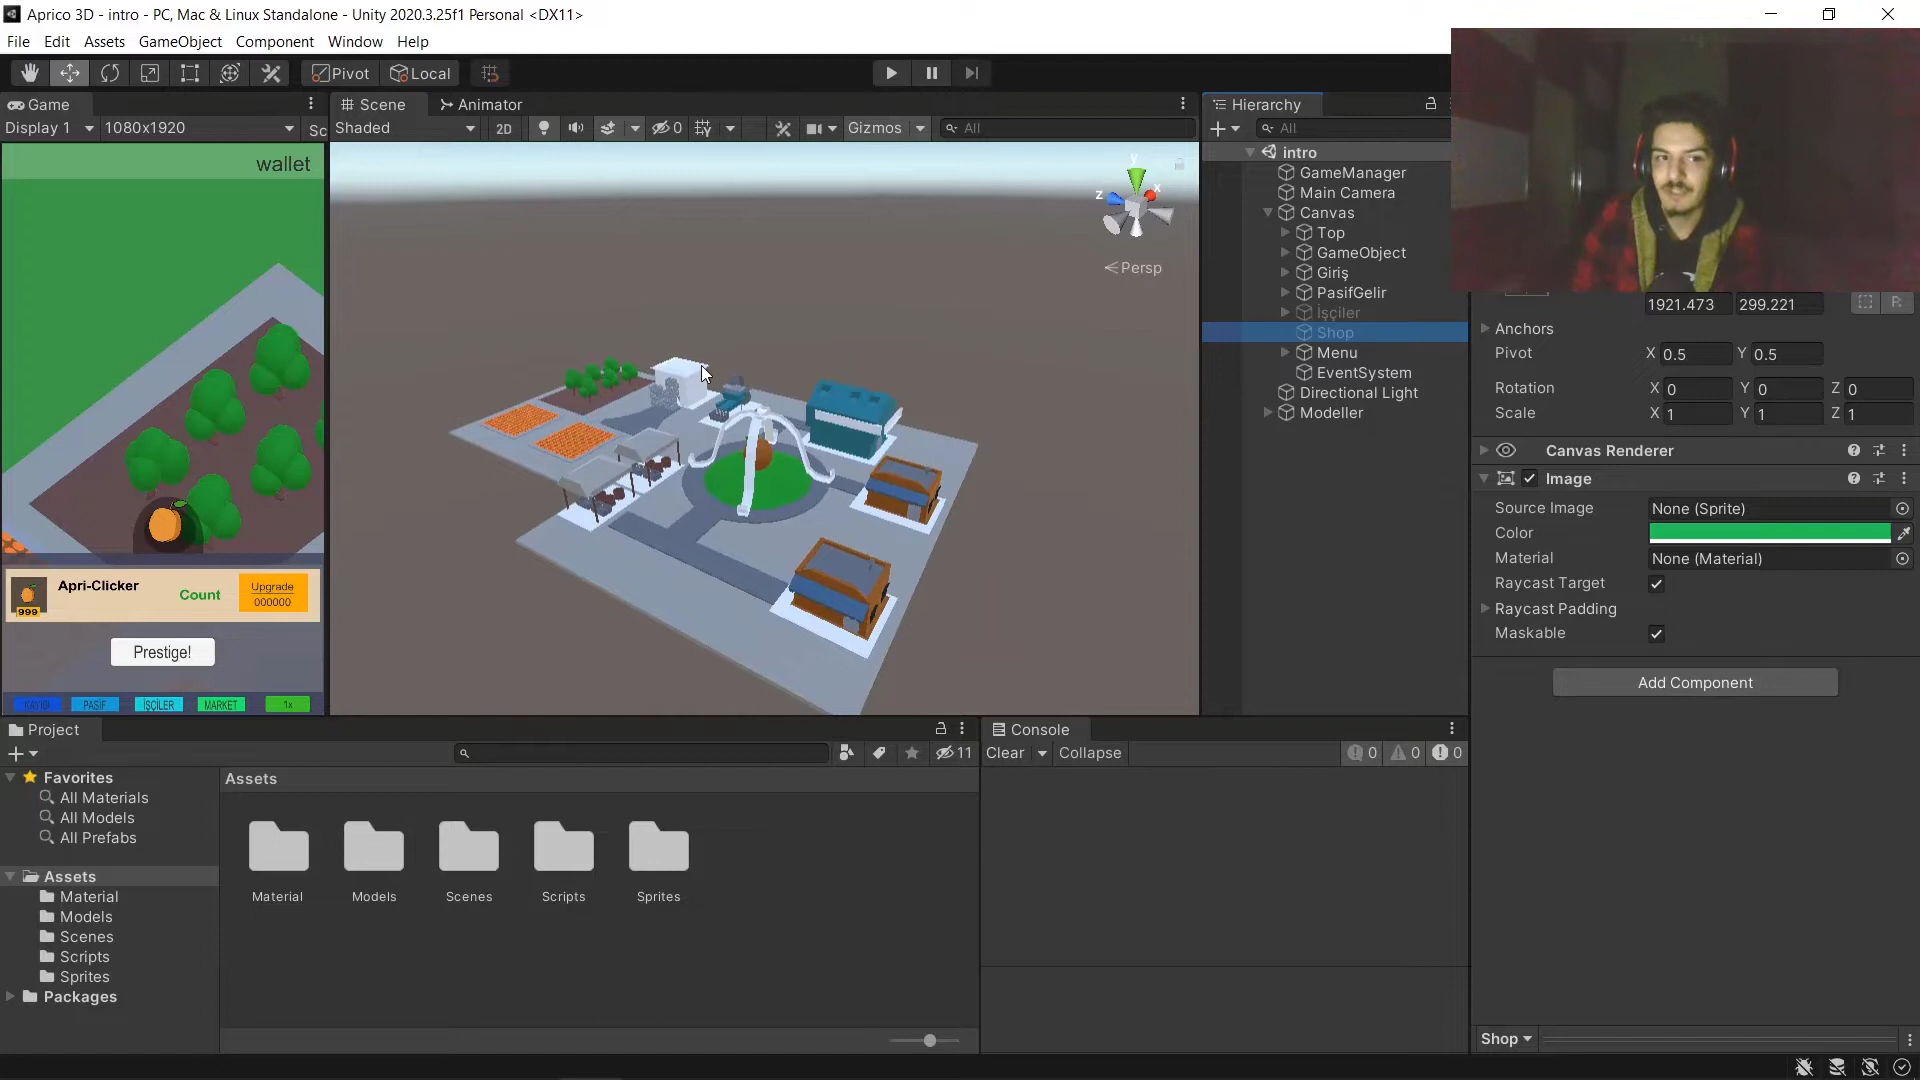 Aprico 3D - intro - PC, Mac & Linux Standalone - Unity 2020.3.25f1 Personal <DX11>
File Edit Assets GameObject Component Window Help
Pivot Local
Game
Display 1 1080x1920 Sc
wallet
Apri-Clicker
999
Count
Upgrade
000000
Prestige!
KAYISI PASİF İŞÇİLER MARKET 1x
Scene Animator
Shaded 2D 0 Gizmos All
y
x
z
Persp
Hierarchy
All
intro
GameManager
Main Camera
Canvas
Top
GameObject
Giriş
PasifGelir
İşçiler
Shop
Menu
EventSystem
Directional Light
Modeller
1921.473 299.221 R
Anchors
Pivot X 0.5 Y 0.5
Rotation X 0 Y 0 Z 0
Scale X 1 Y 1 Z 1
Canvas Renderer
Image
Source Image None (Sprite)
Color
Material None (Material)
Raycast Target
Raycast Padding
Maskable
Add Component
Shop
Project
11
Favorites
All Materials
All Models
All Prefabs
Assets
Material
Models
Scenes
Scripts
Sprites
Packages
Assets
Material Models Scenes Scripts Sprites
Console
Clear Collapse 0 0 0